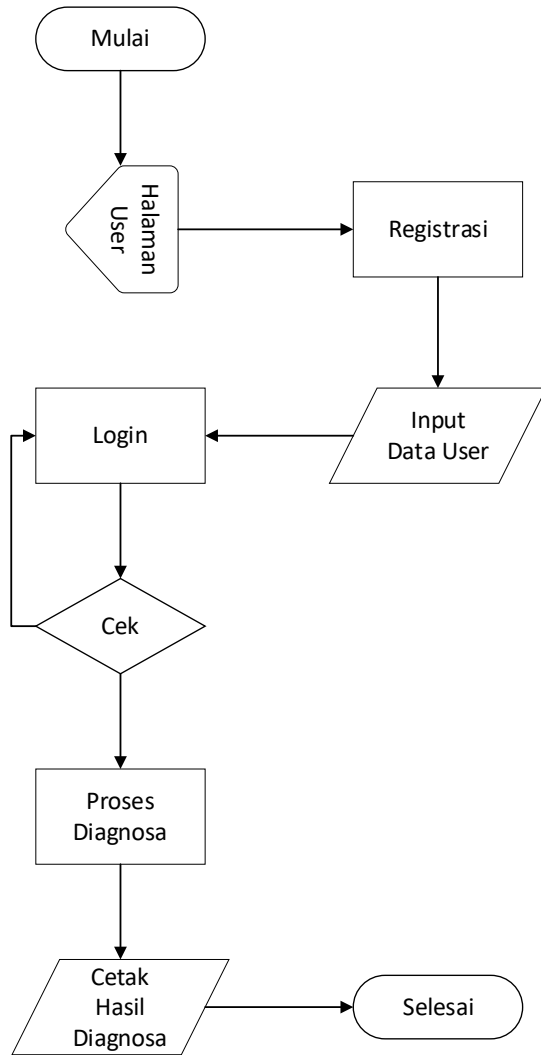 Mulai
Halaman
User
Registrasi
Input
Data User
Login
Cek
Proses
Diagnosa
Cetak
Hasil
Diagnosa
Selesai